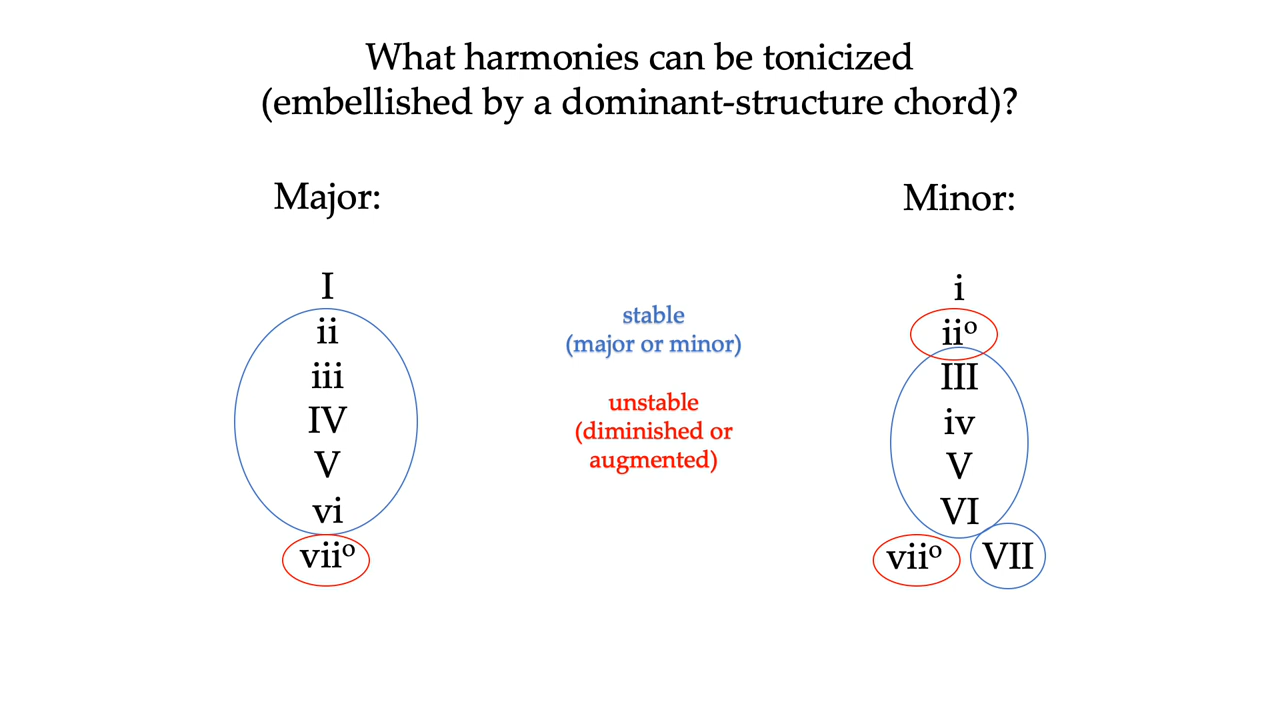 What harmonies can be tonicized
(embellished by a dominant-structure chord)?
Major:
I
ii
iii
IV
V
vi
viiº
stable
(major or minor)
unstable
(diminished or
augmented)
Minor:
i
iiº
III
iv
V
VI
viiº VII